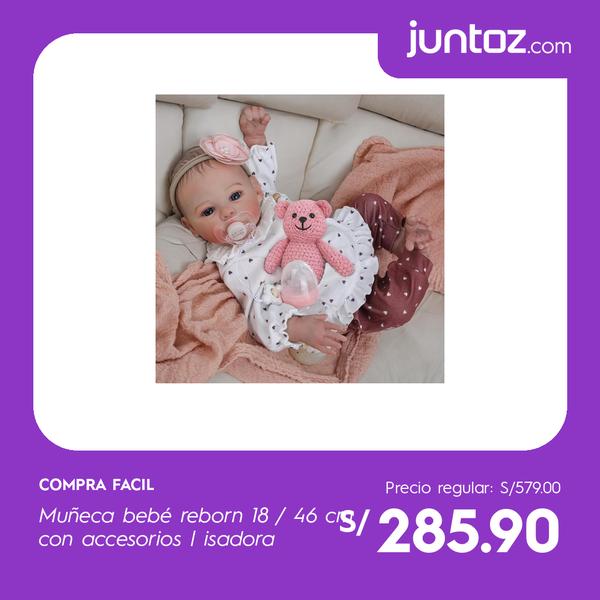 juntoz.com
COMPRA FACIL
Precio regular: S/579.00
Muñeca bebé reborn 18 / 46 cm
con accesorios | isadora
S/ 285.90